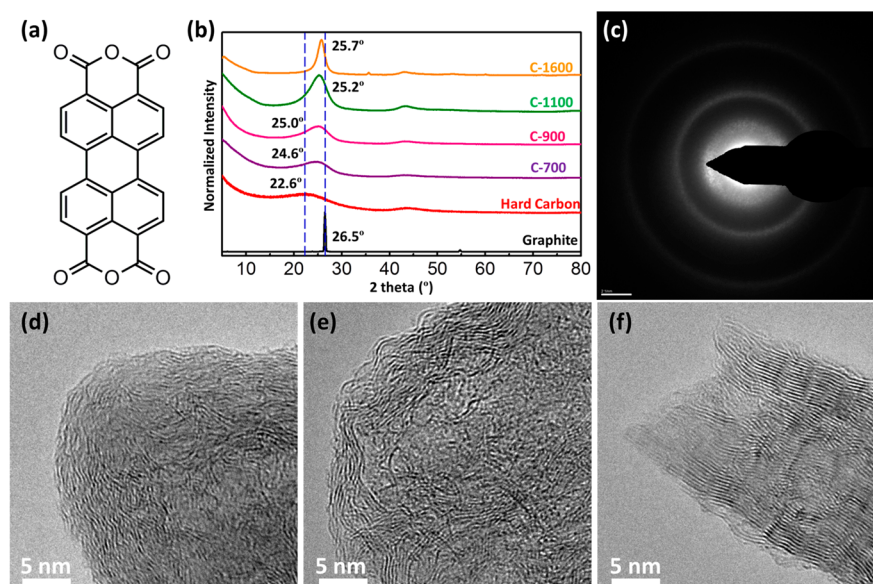 (a)
O O O
O O O
(b)
Normalized Intensity
25.7°
C-1600
25.2°
C-1100
25.0°
C-900
24.6°
C-700
22.6°
Hard Carbon
26.5°
Graphite
10 20 30 40 50 60 70 80
2 theta (°)
(c)
(d)
5 nm
(e)
5 nm
(f)
5 nm